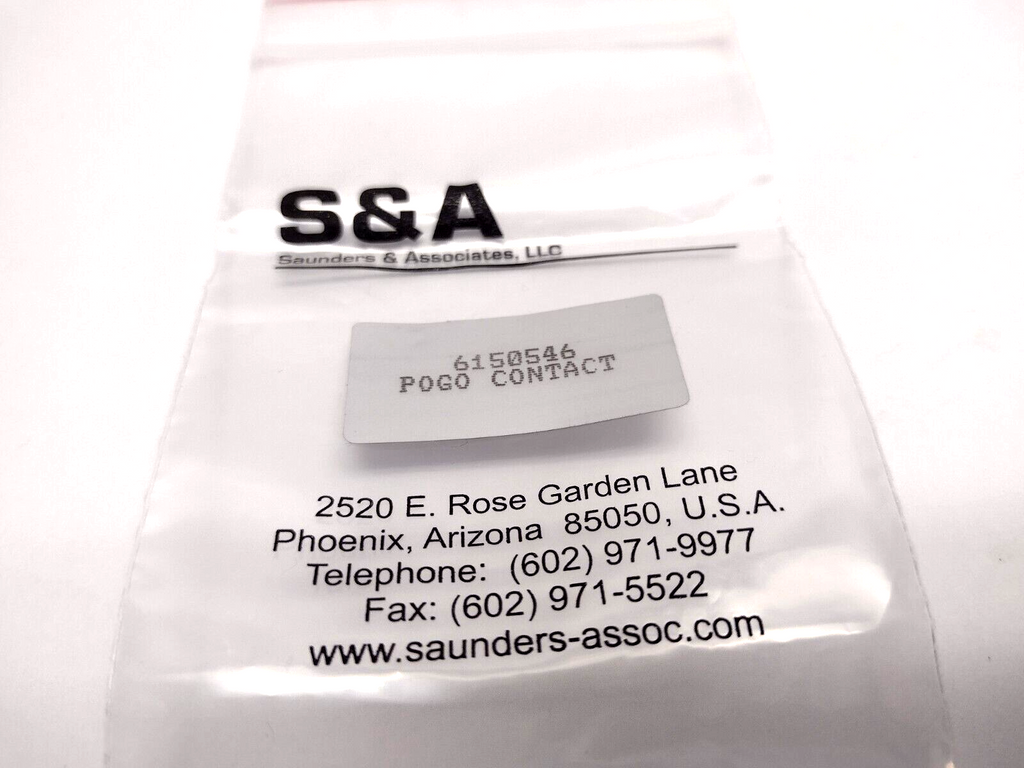 S&A
Saunders & Associates, LLC
6150546
POGO CONTACT
2520 E. Rose Garden Lane
Phoenix, Arizona 85050, U.S.A.
Telephone: (602) 971-9977
Fax: (602) 971-5522
www.saunders-assoc.com